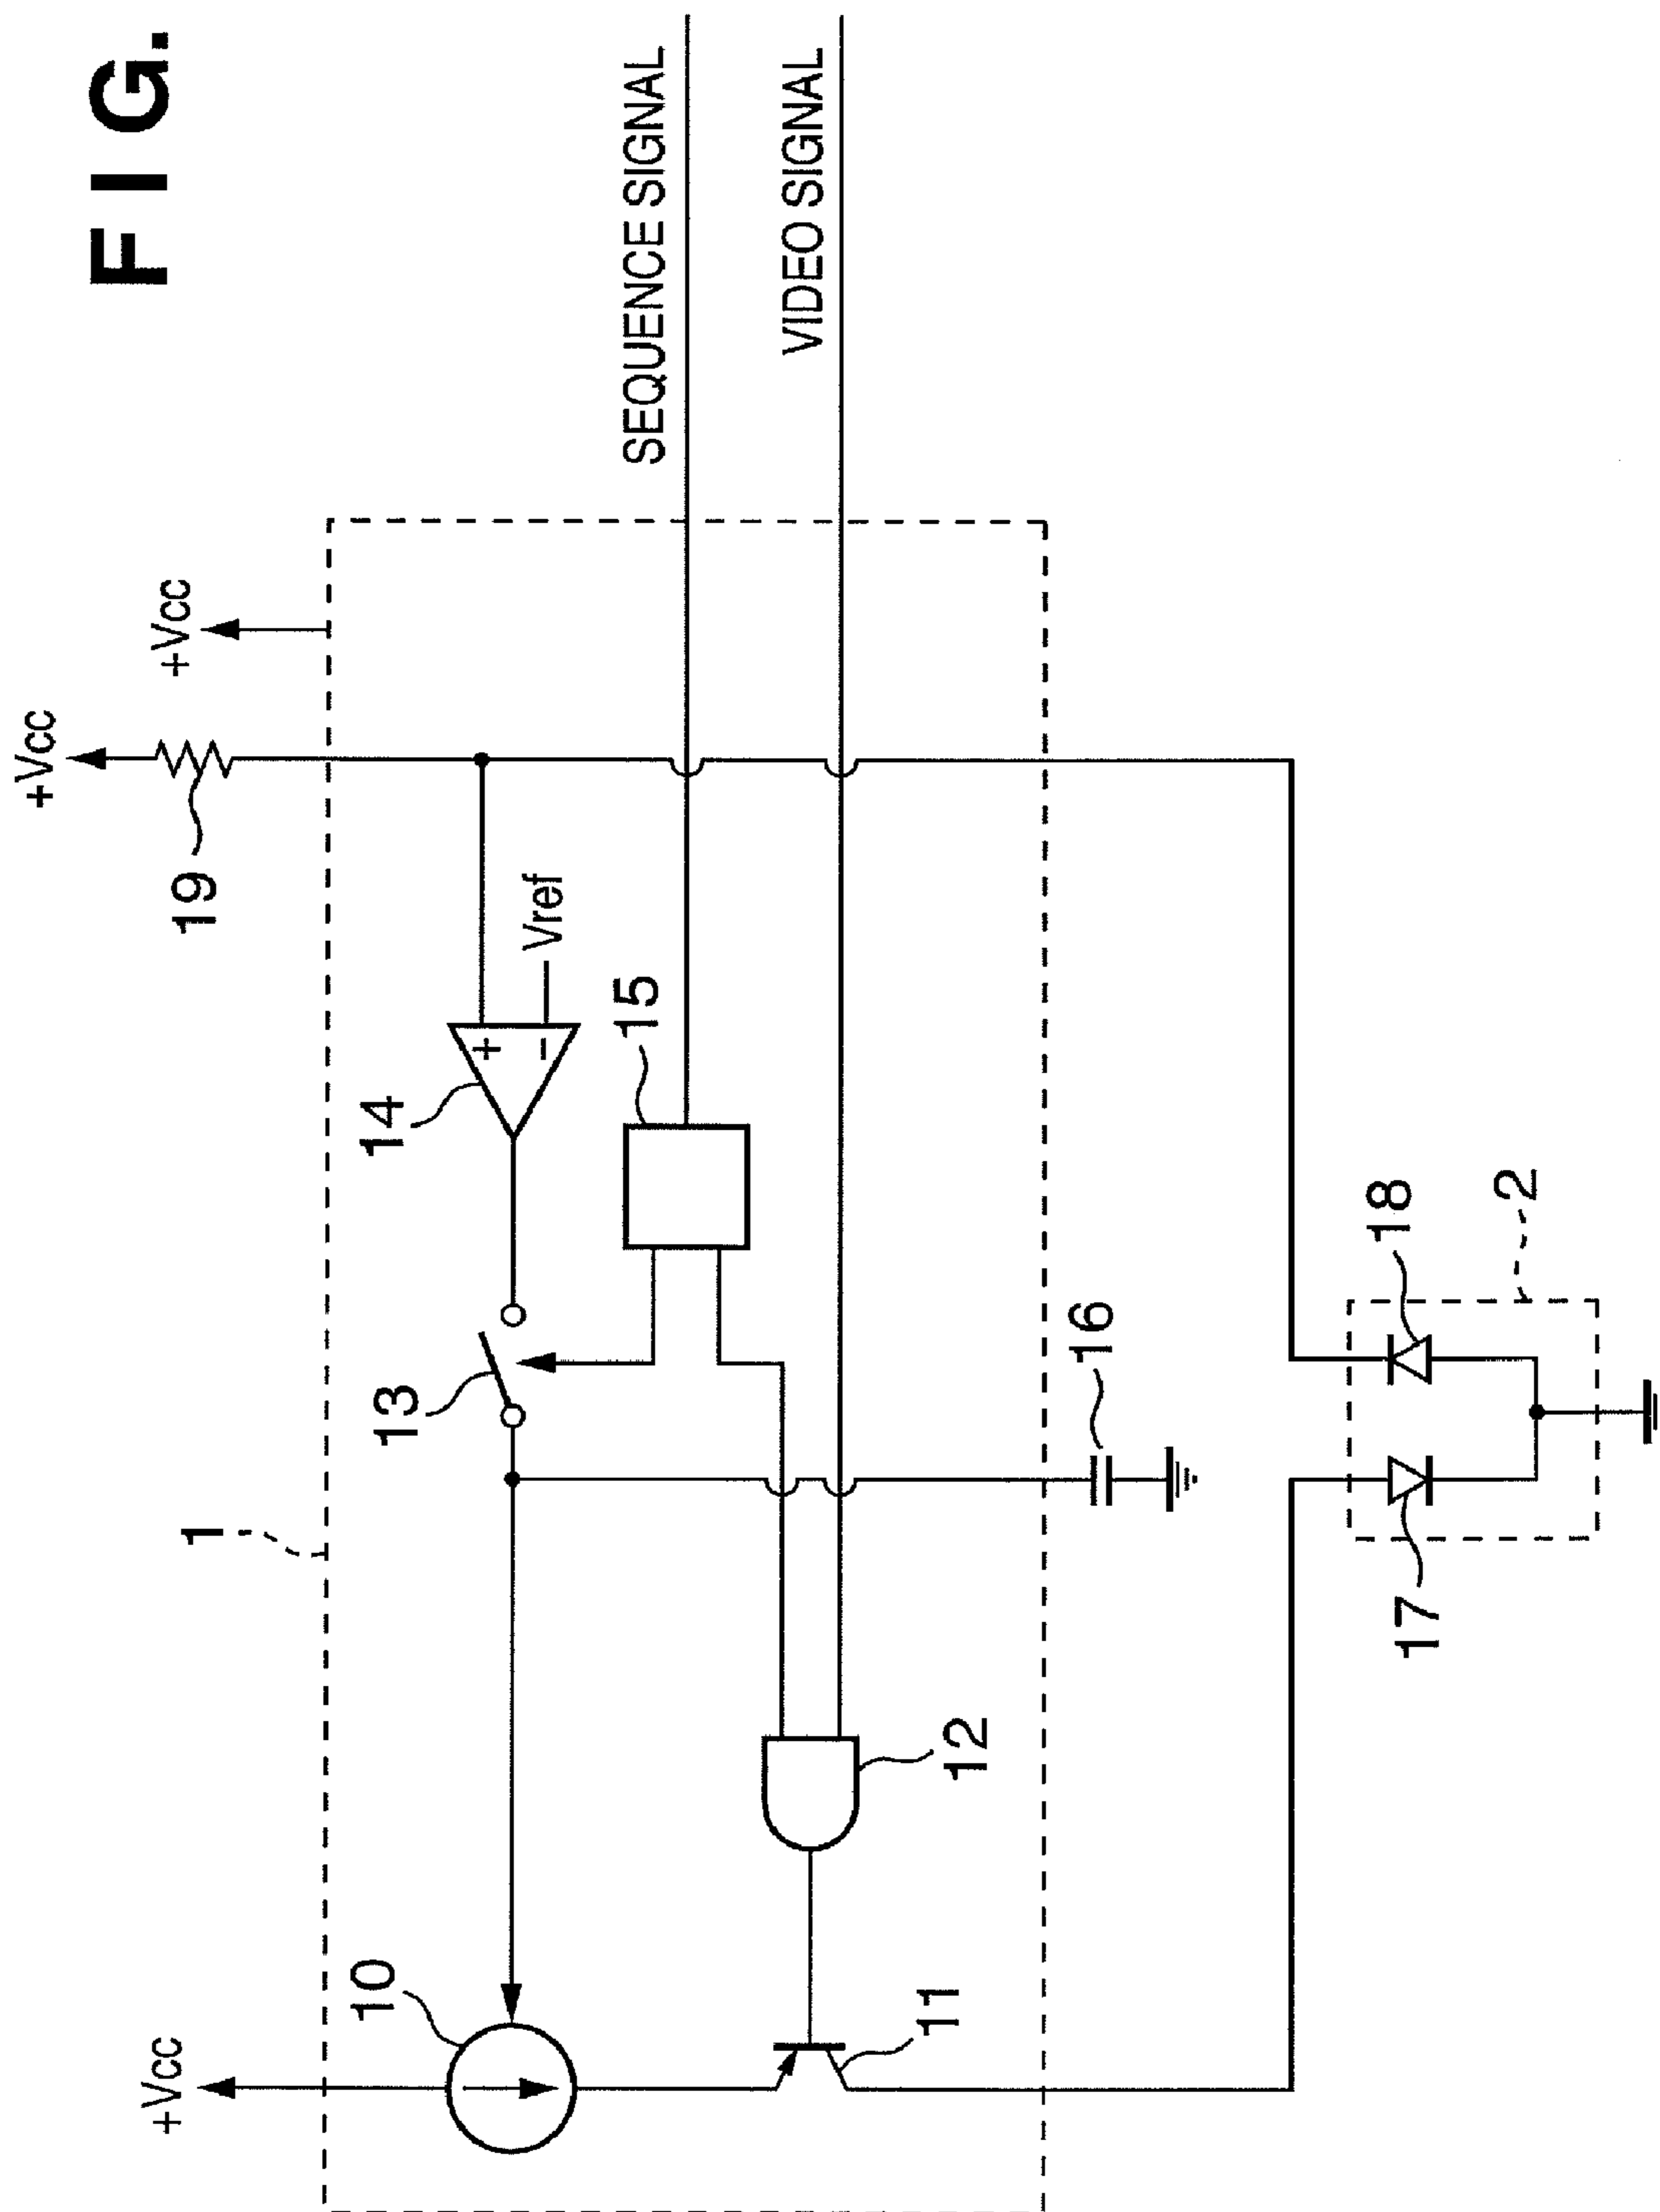 FIG.
+Vcc
+Vcc
+Vcc
SEQUENCE SIGNAL
VIDEO SIGNAL
1
10
13
14
19
+
-
Vref
15
11
12
16
17
18
2